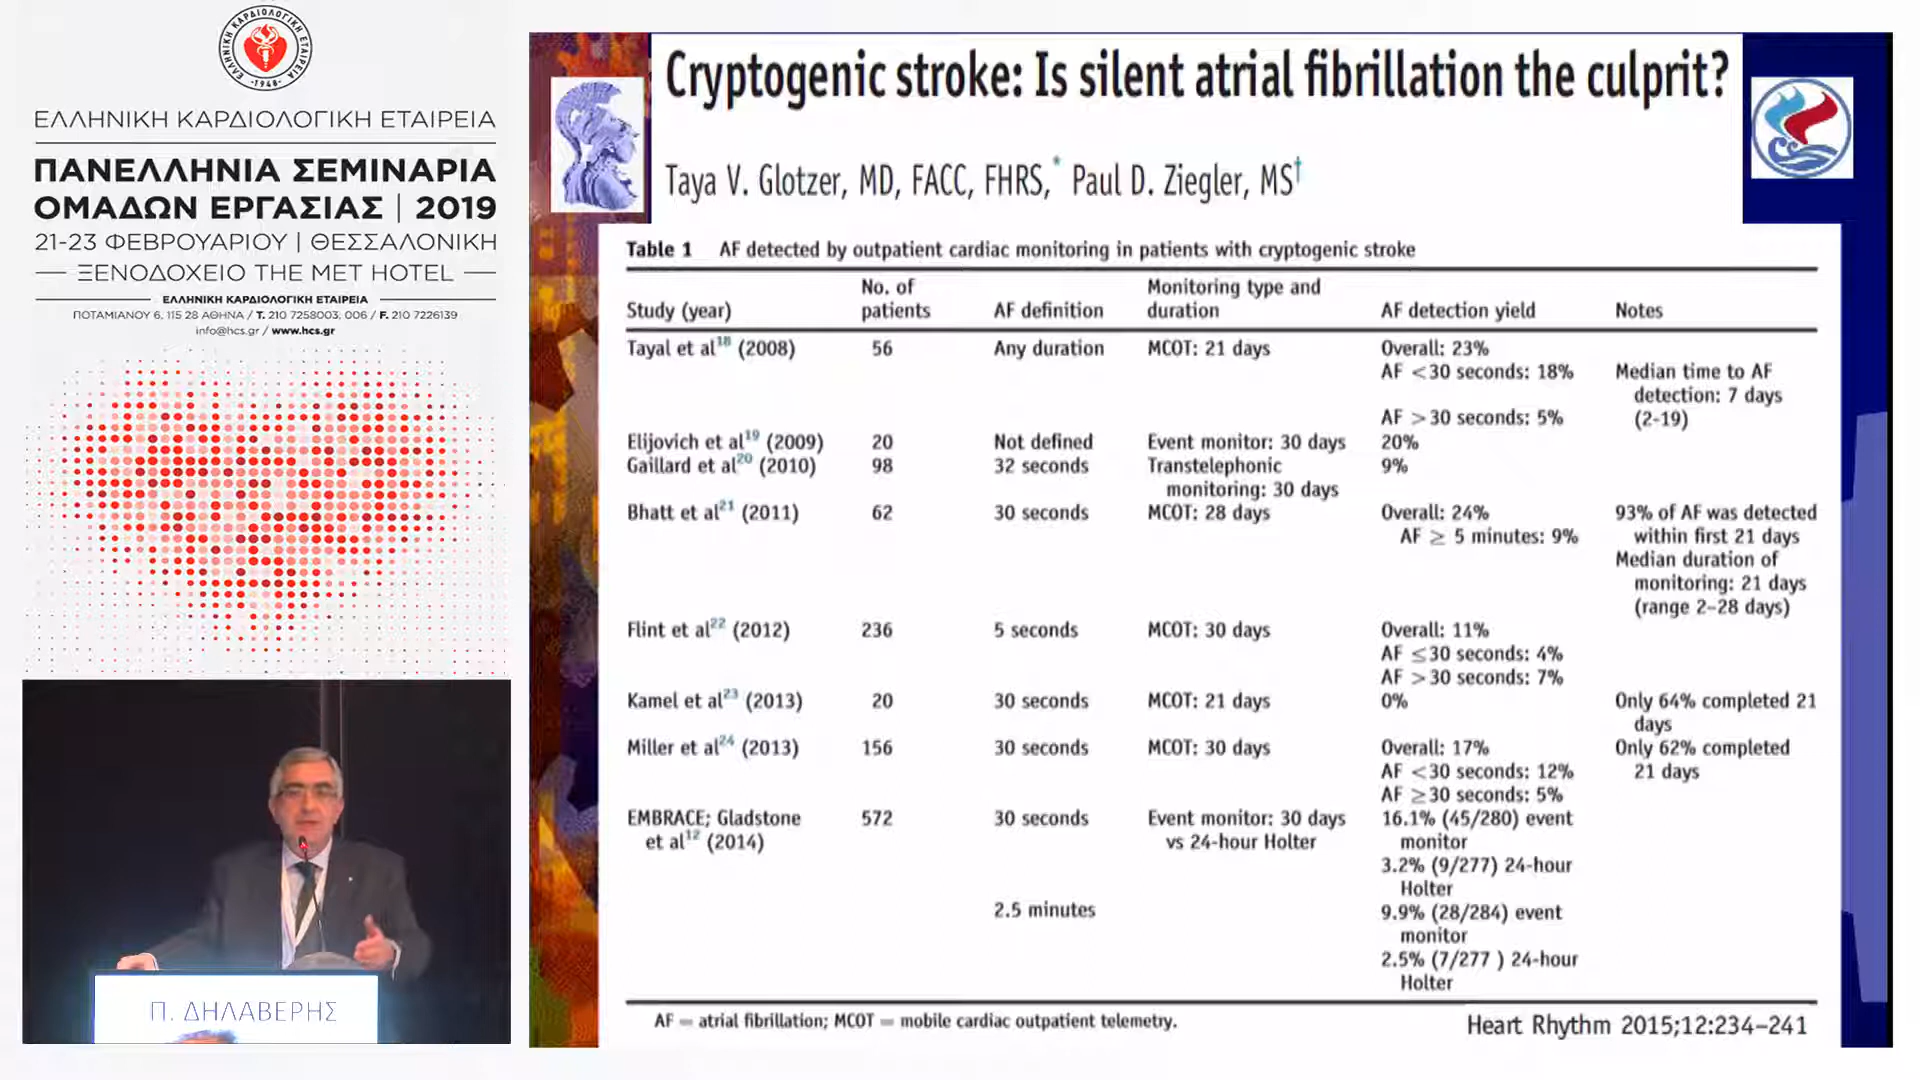 ΕΛΛΗΝΙΚΗ ΚΑΡΔΙΟΛΟΓΙΚΗ ΕΤΑΙΡΕΙΑ
·1948·
ΕΛΛΗΝΙΚΗ ΚΑΡΔΙΟΛΟΓΙΚΗ ΕΤΑΙΡΕΙΑ
ΠΑΝΕΛΛΗΝΙΑ ΣΕΜΙΝΑΡΙΑ
ΟΜΑΔΩΝ ΕΡΓΑΣΙΑΣ | 2019
21-23 ΦΕΒΡΟΥΑΡΙΟΥ | ΘΕΣΣΑΛΟΝΙΚΗ
ΞΕΝΟΔΟΧΕΙΟ THE MET HOTEL
ΕΛΛΗΝΙΚΗ ΚΑΡΔΙΟΛΟΓΙΚΗ ΕΤΑΙΡΕΙΑ
ΠΟΤΑΜΙΑΝΟΥ 6, 115 28 ΑΘΗΝΑ / T. 210 7258003, 006 / F. 210 7226139
info@hcs.gr / www.hcs.gr
Π. ΔΗΛΑΒΕΡΗΣ
Cryptogenic stroke: Is silent atrial fibrillation the culprit?
Taya V. Glotzer, MD, FACC, FHRS,* Paul D. Ziegler, MS†
Table 1 AF detected by outpatient cardiac monitoring in patients with cryptogenic stroke
No. of Monitoring type and
Study (year) patients AF definition duration AF detection yield Notes
Tayal et al18 (2008) 56 Any duration MCOT: 21 days Overall: 23%
AF <30 seconds: 18% Median time to AF
detection: 7 days
AF >30 seconds: 5% (2-19)
Elijovich et al19 (2009) 20 Not defined Event monitor: 30 days 20%
Gaillard et al20 (2010) 98 32 seconds Transtelephonic 9%
monitoring: 30 days
Bhatt et al21 (2011) 62 30 seconds MCOT: 28 days Overall: 24% 93% of AF was detected
AF ≥ 5 minutes: 9% within first 21 days
Median duration of
monitoring: 21 days
(range 2–28 days)
Flint et al22 (2012) 236 5 seconds MCOT: 30 days Overall: 11%
AF ≤30 seconds: 4%
AF >30 seconds: 7%
Kamel et al23 (2013) 20 30 seconds MCOT: 21 days 0% Only 64% completed 21
days
Miller et al24 (2013) 156 30 seconds MCOT: 30 days Overall: 17% Only 62% completed
AF <30 seconds: 12% 21 days
AF ≥30 seconds: 5%
EMBRACE; Gladstone 572 30 seconds Event monitor: 30 days 16.1% (45/280) event
et al12 (2014) vs 24-hour Holter monitor
3.2% (9/277) 24-hour
Holter
2.5 minutes 9.9% (28/284) event
monitor
2.5% (7/277 ) 24-hour
Holter
AF = atrial fibrillation; MCOT = mobile cardiac outpatient telemetry.
Heart Rhythm 2015;12:234–241